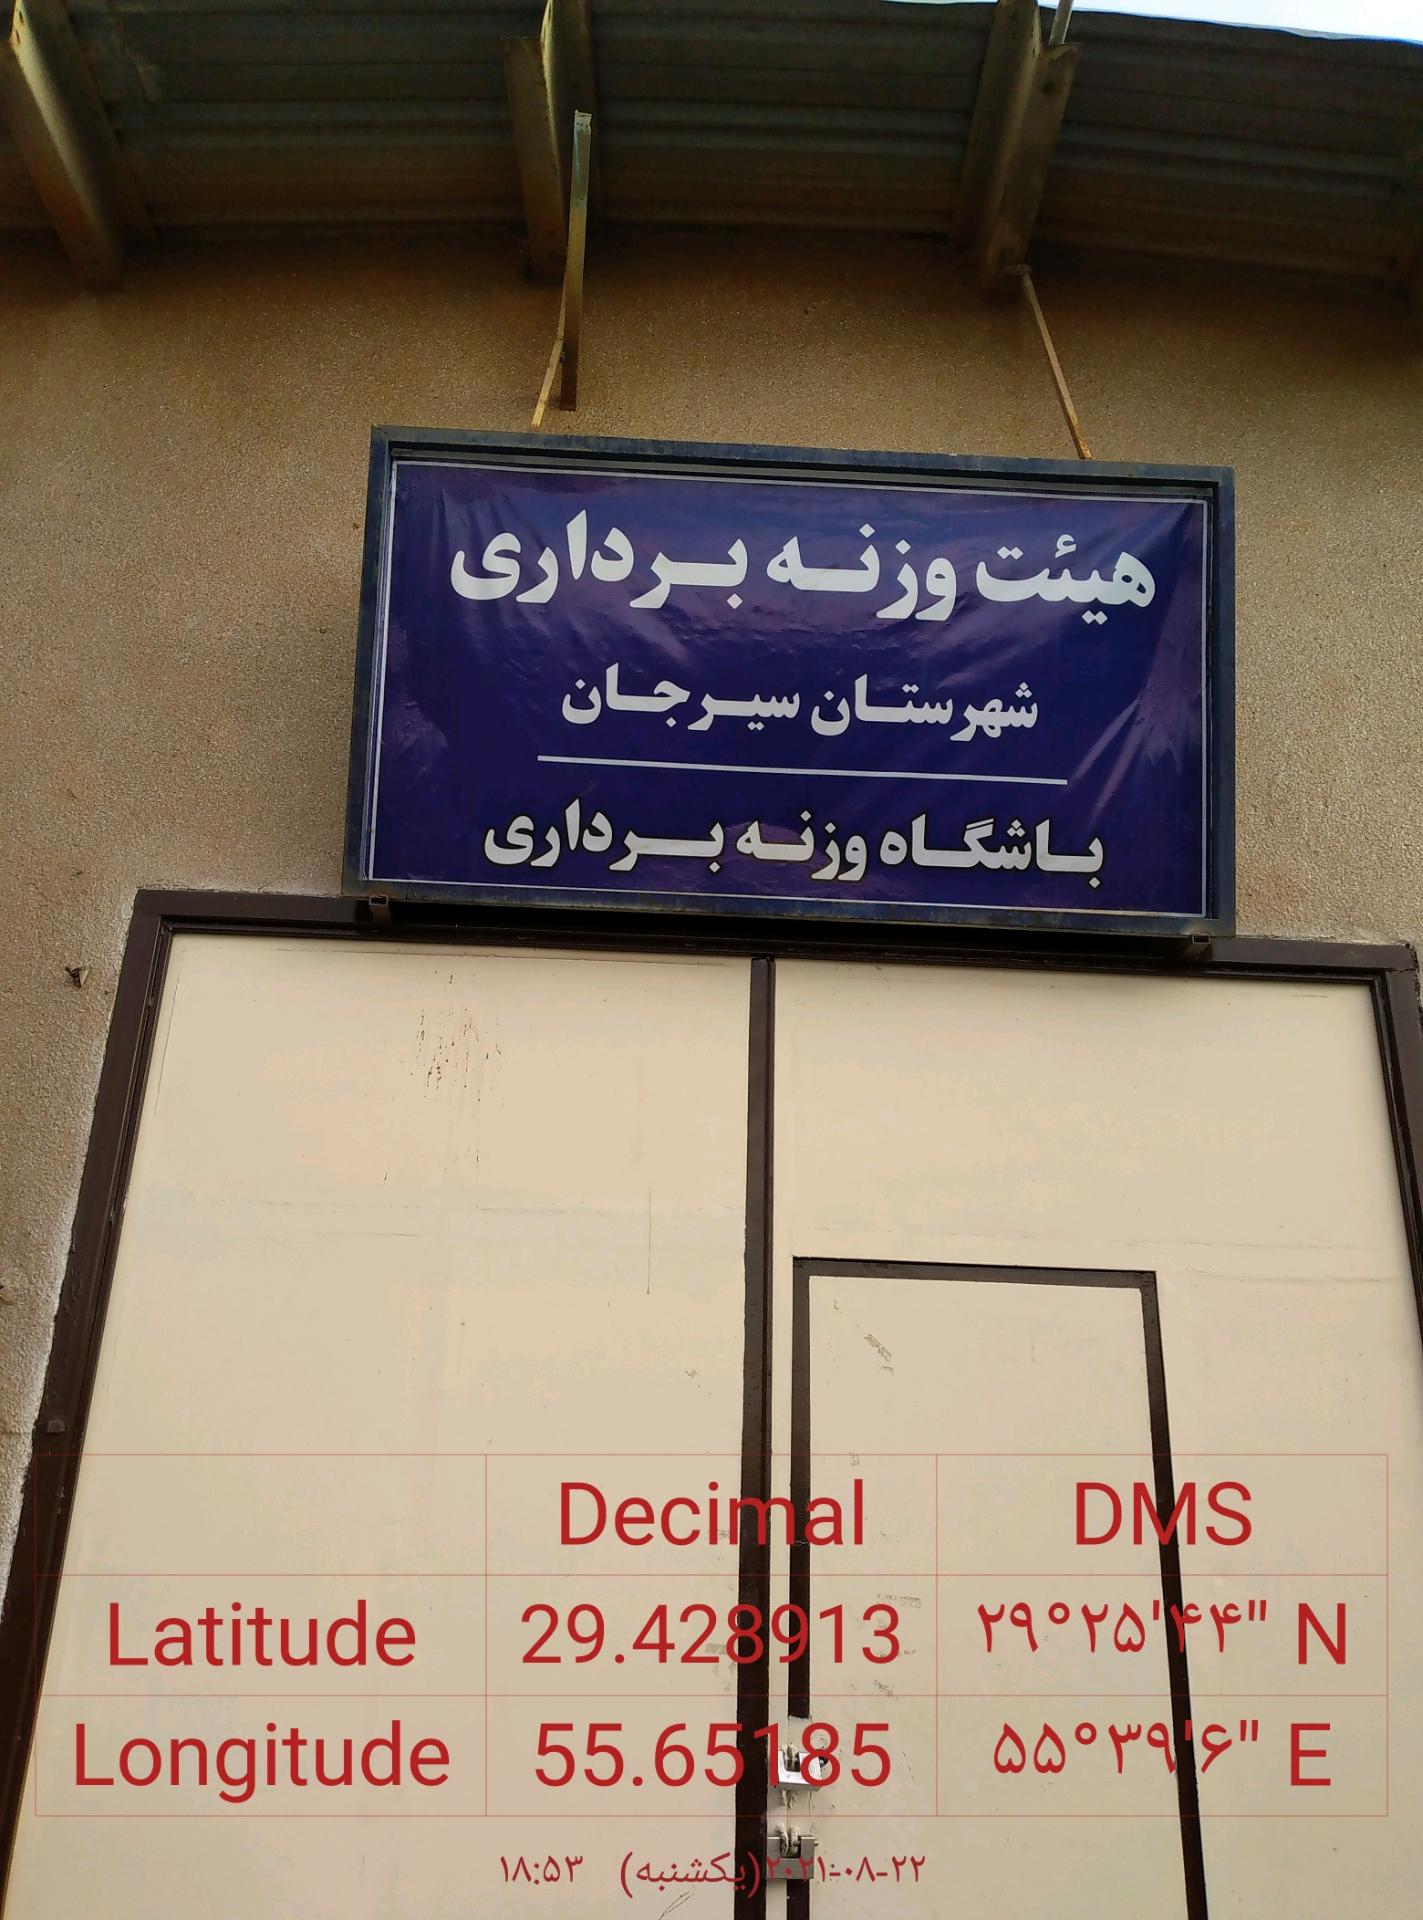 هیئت وزنه برداری
شهرستان سیرجان
باشگاه وزنه برداری
Decimal DMS
Latitude 29.428913 ۲۹°۲۵'۴۴" N
Longitude 55.65185 ۵۵°۳۹'۶" E
۲۰۲۱-۰۸-۲۲(یکشنبه) ۱۸:۵۳